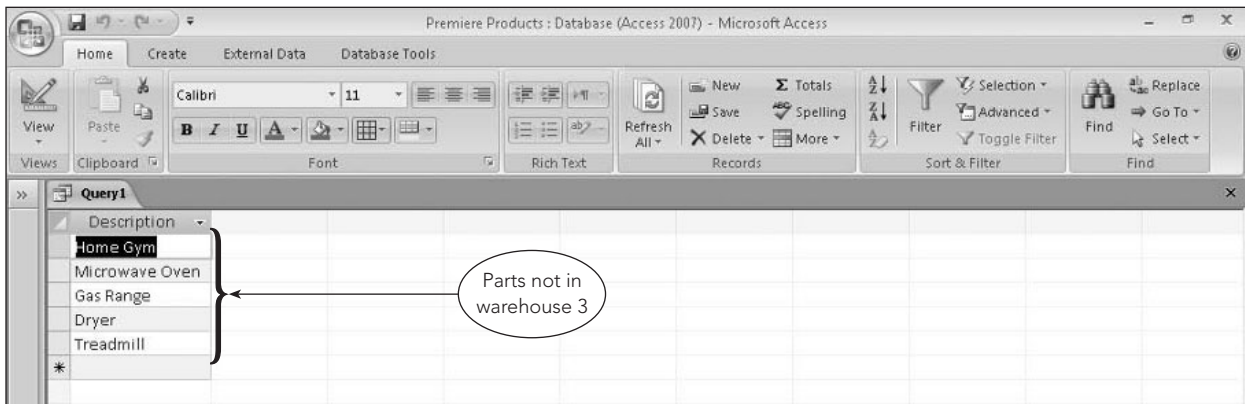 Premiere Products : Database (Access 2007) - Microsoft Access
Home Create External Data Database Tools
View
Views
Paste
Clipboard
Calibri 11
B I U A
Font
ab
Rich Text
Refresh All
New
Save
Delete
Σ Totals
ABC Spelling
More
Records
A Z
Z A
A Z
Filter
Selection
Advanced
Toggle Filter
Sort & Filter
Find
Replace
Go To
Select
Find
Query1
Description
Home Gym
Microwave Oven
Gas Range
Dryer
Treadmill
Parts not in
warehouse 3